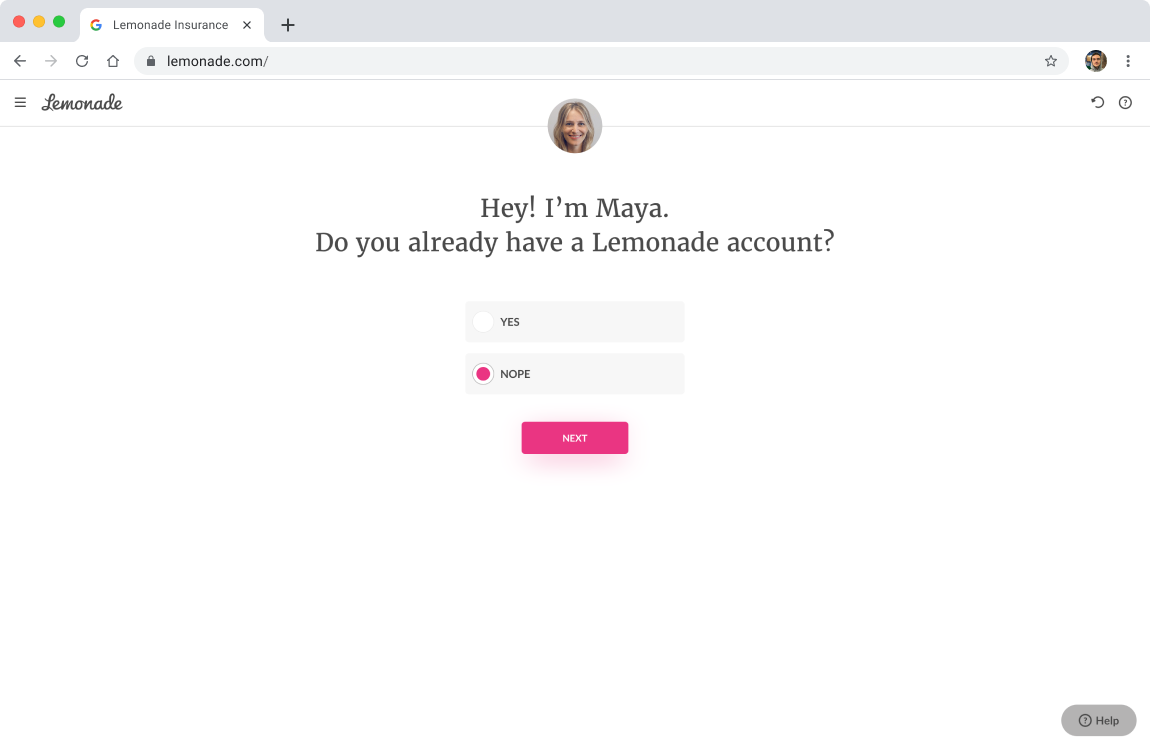 Lemonade Insurance
lemonade.com/
Lemonade
Hey! I’m Maya.
Do you already have a Lemonade account?
YES
NOPE
NEXT
Help